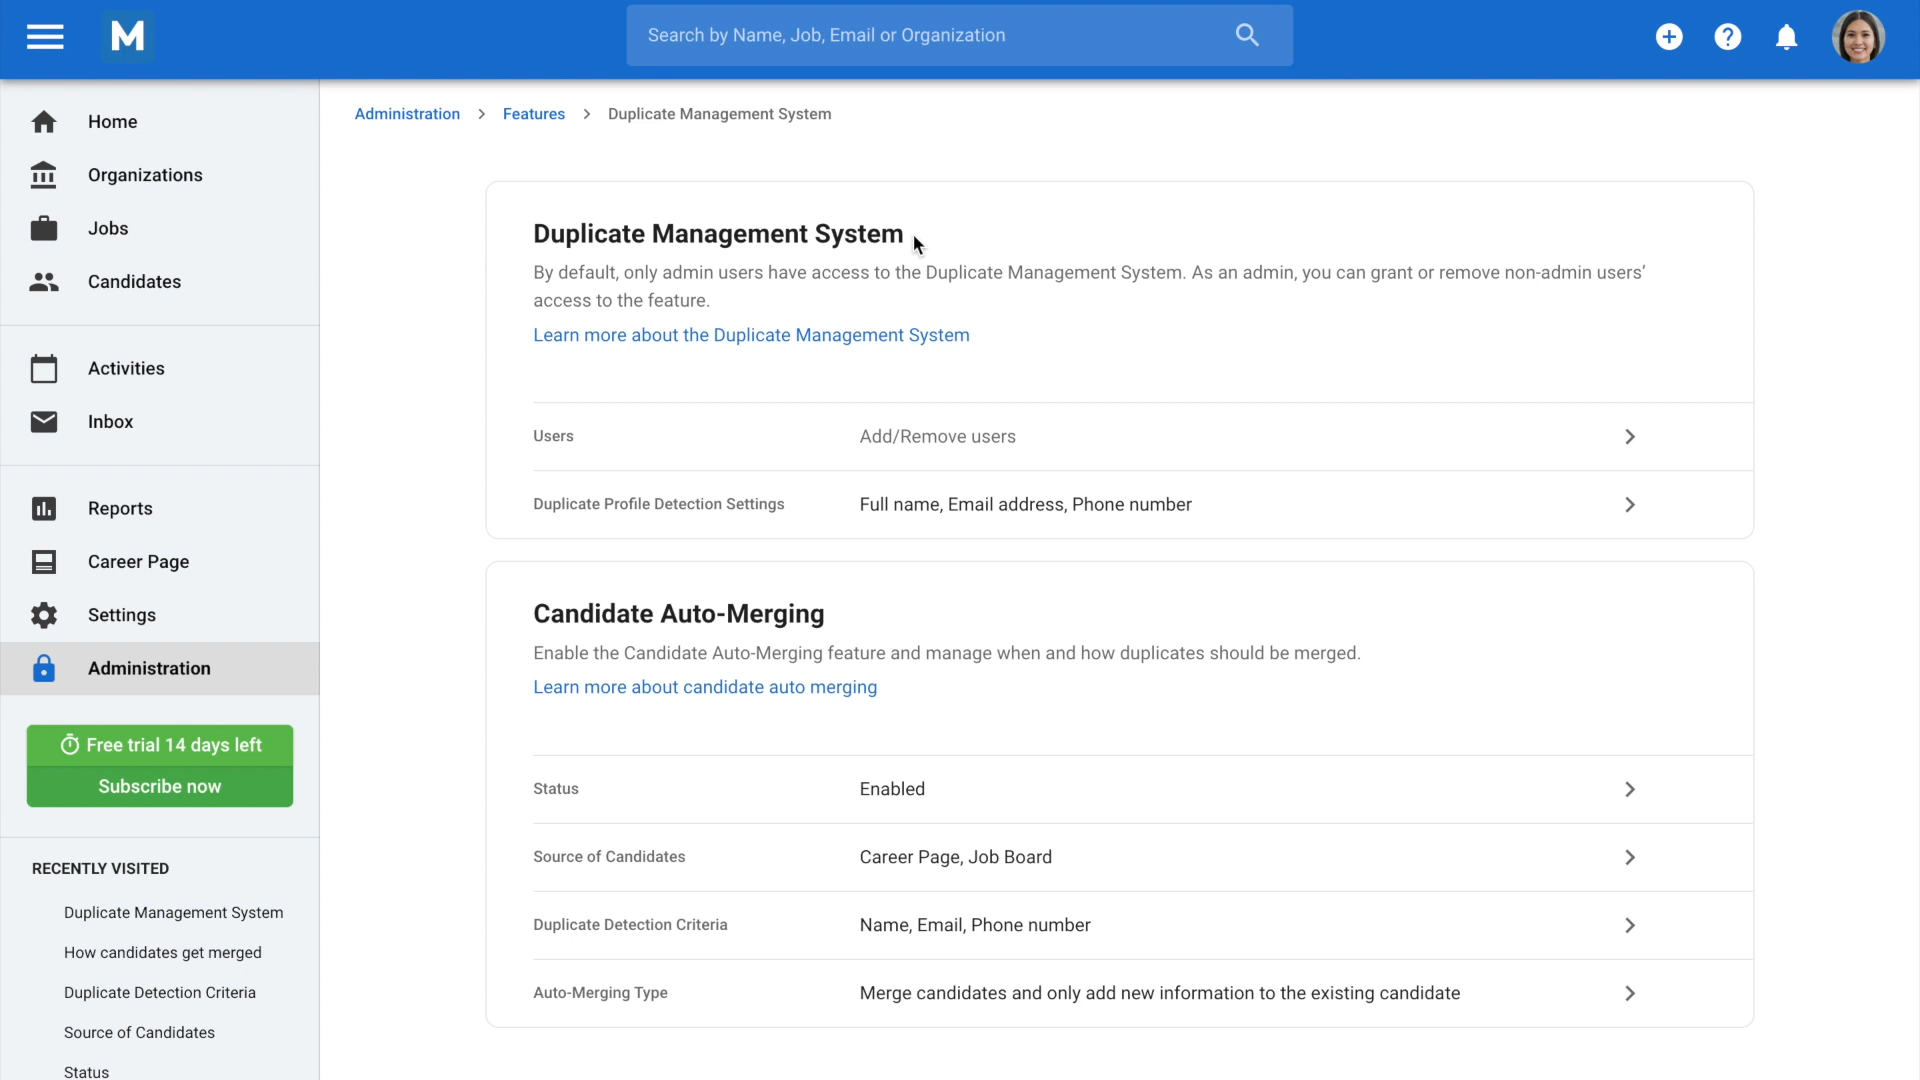 M
Search by Name, Job, Email or Organization
Home
Organizations
Jobs
Candidates
Activities
Inbox
Reports
Career Page
Settings
Administration
Free trial 14 days left
Subscribe now
RECENTLY VISITED
Duplicate Management System
How candidates get merged
Duplicate Detection Criteria
Source of Candidates
Status
Administration > Features > Duplicate Management System
Duplicate Management System
By default, only admin users have access to the Duplicate Management System. As an admin, you can grant or remove non-admin users’
access to the feature.
Learn more about the Duplicate Management System
Users Add/Remove users
Duplicate Profile Detection Settings Full name, Email address, Phone number
Candidate Auto-Merging
Enable the Candidate Auto-Merging feature and manage when and how duplicates should be merged.
Learn more about candidate auto merging
Status Enabled
Source of Candidates Career Page, Job Board
Duplicate Detection Criteria Name, Email, Phone number
Auto-Merging Type Merge candidates and only add new information to the existing candidate